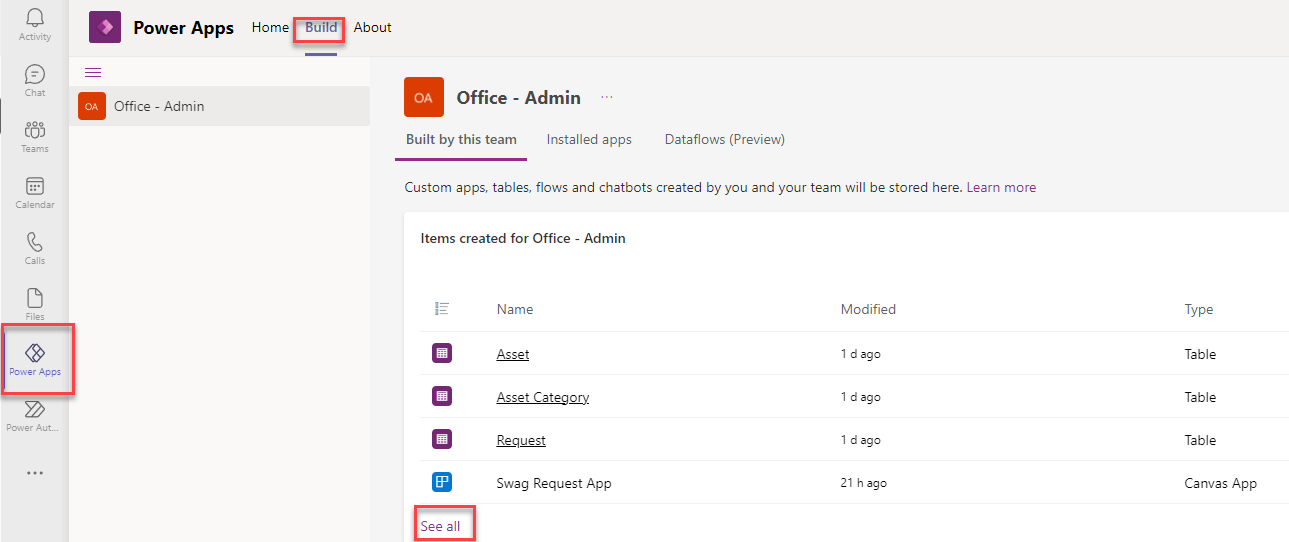 Activity
Chat
Teams
Calendar
Calls
Files
Power Apps
Power Aut...
Power Apps Home Build About
OA Office - Admin
OA Office - Admin ...
Built by this team Installed apps Dataflows (Preview)
Custom apps, tables, flows and chatbots created by you and your team will be stored here. Learn more
Items created for Office - Admin
Name Modified Type
Asset 1 d ago Table
Asset Category 1 d ago Table
Request 1 d ago Table
Swag Request App 21 h ago Canvas App
See all